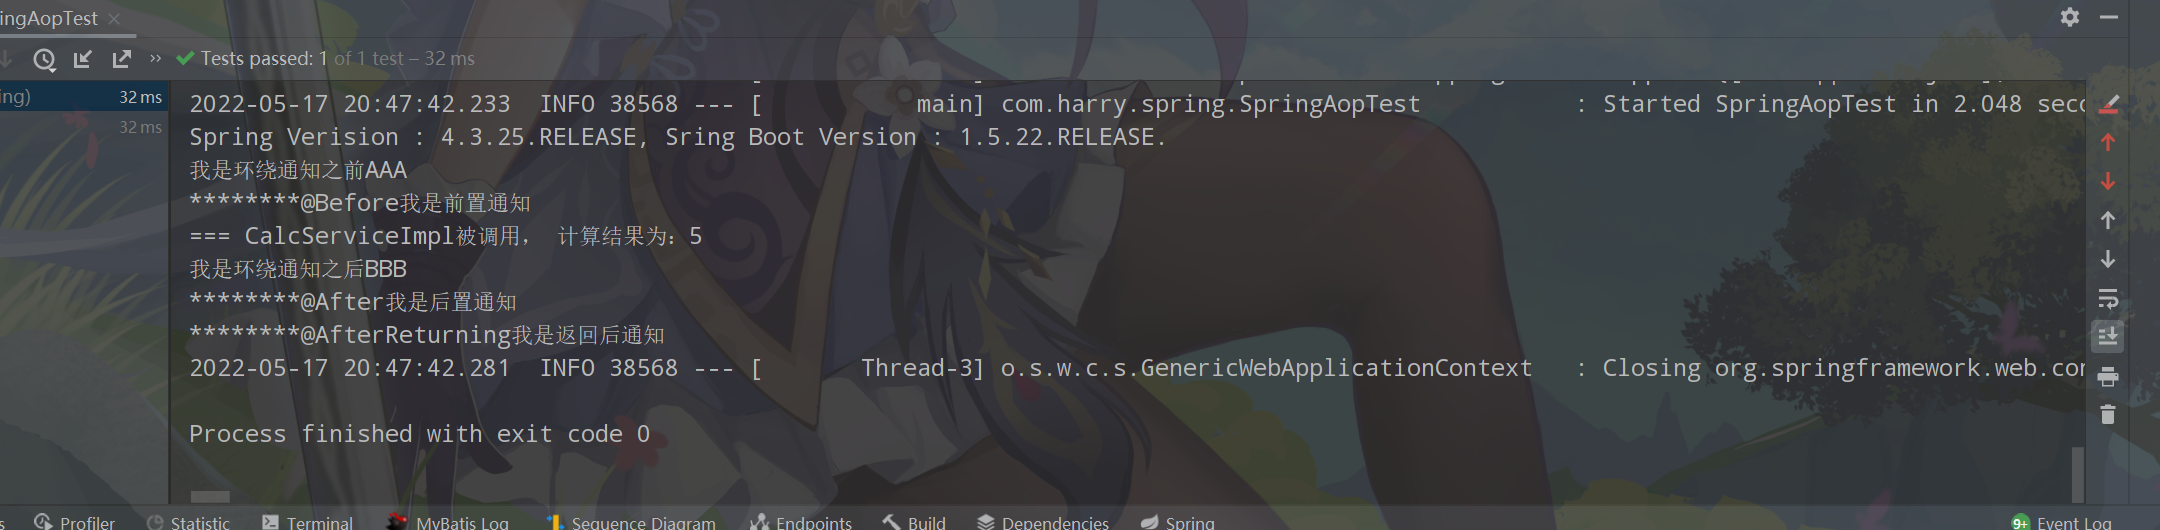 ingAopTest
Tests passed: 1 of 1 test – 32 ms
ing) 32 ms
32 ms
2022-05-17 20:47:42.233 INFO 38568 --- [ main] com.harry.spring.SpringAopTest : Started SpringAopTest in 2.048 seco
Spring Verision : 4.3.25.RELEASE, Sring Boot Version : 1.5.22.RELEASE.
我是环绕通知之前AAA
********@Before我是前置通知
=== CalcServiceImpl被调用， 计算结果为：5
我是环绕通知之后BBB
********@After我是后置通知
********@AfterReturning我是返回后通知
2022-05-17 20:47:42.281 INFO 38568 --- [ Thread-3] o.s.w.c.s.GenericWebApplicationContext : Closing org.springframework.web.con
Process finished with exit code 0
s Profiler Statistic Terminal MyBatis Log Sequence Diagram Endpoints Build Dependencies Spring 9+ Event Log